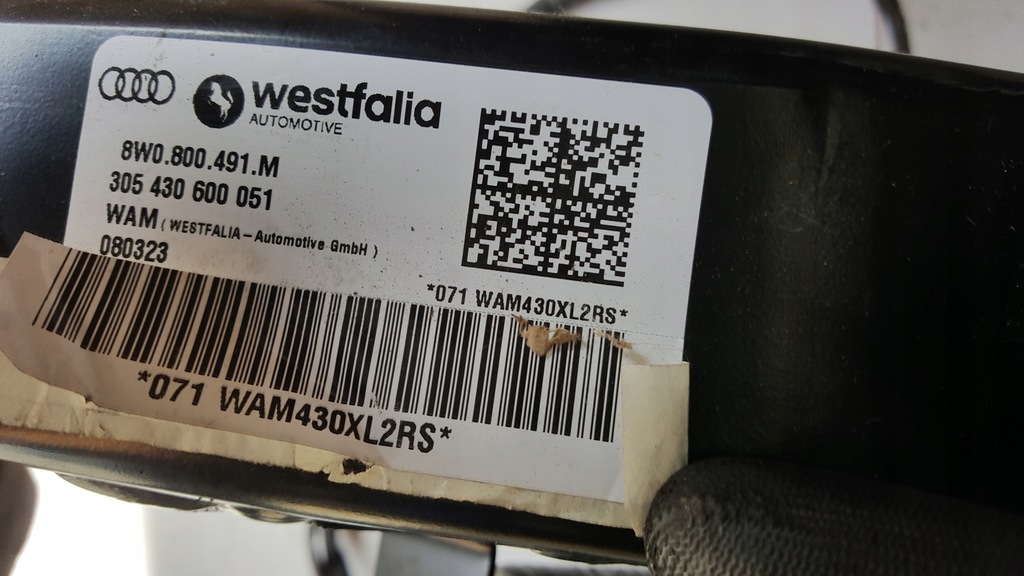 westfalia
AUTOMOTIVE
8W0.800.491.M
305 430 600 051
WAM ( WESTFALIA-Automotive GmbH )
080323
*071 WAM430XL2RS*
*071 WAM430XL2RS*